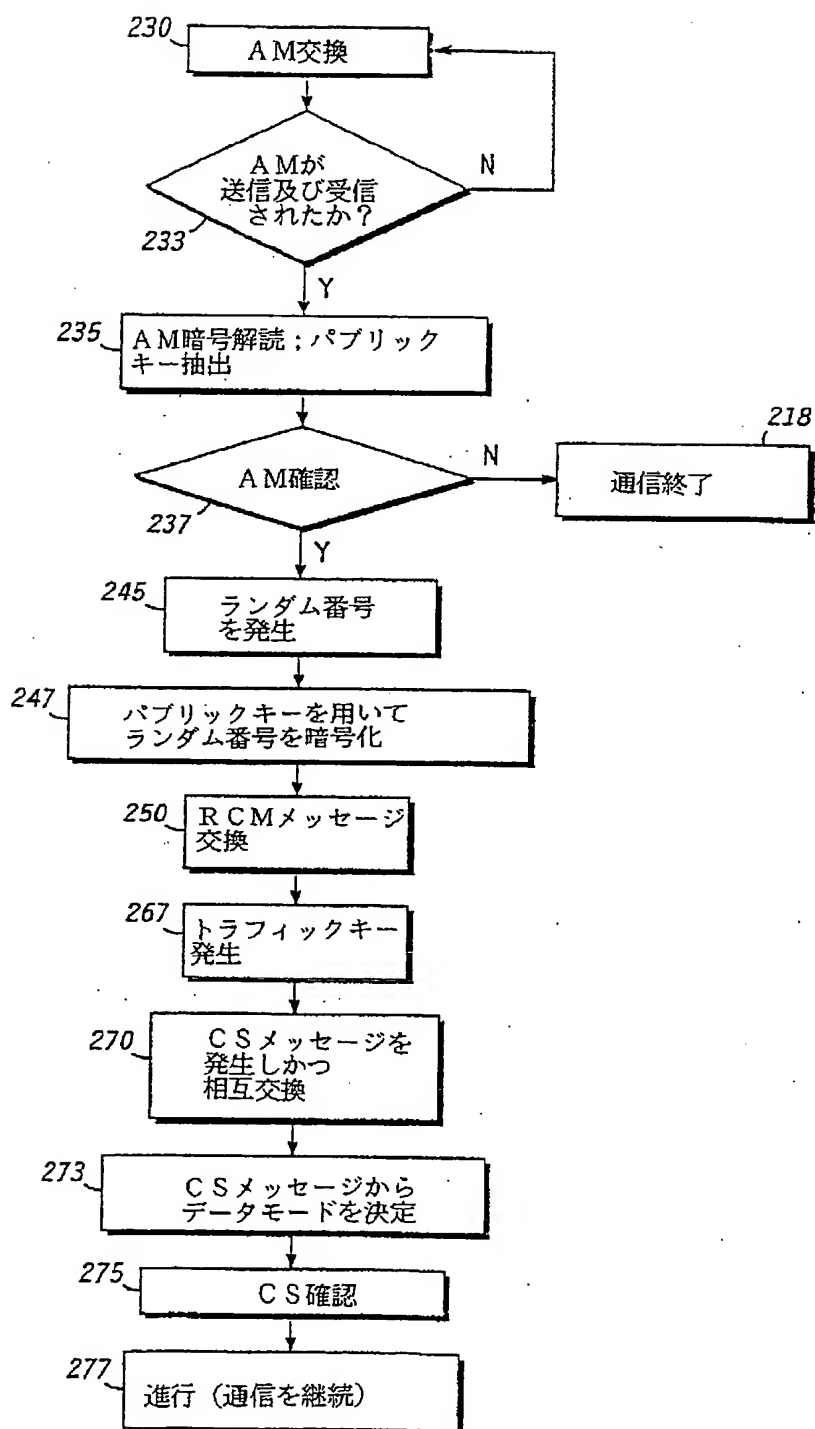 230
AM交換
AMが
送信及び受信
されたか?
N
233
Y
235
AM暗号解読;パブリック
キー抽出
218
AM確認
N
通信終了
237
Y
245
ランダム番号
を発生
247
パブリックキーを用いて
ランダム番号を暗号化
250
RCMメッセージ
交換
267
トラフィックキー
発生
270
CSメッセージを
発生しかつ
相互交換
273
CSメッセージから
データモードを決定
275
CS確認
277
進行(通信を継続)